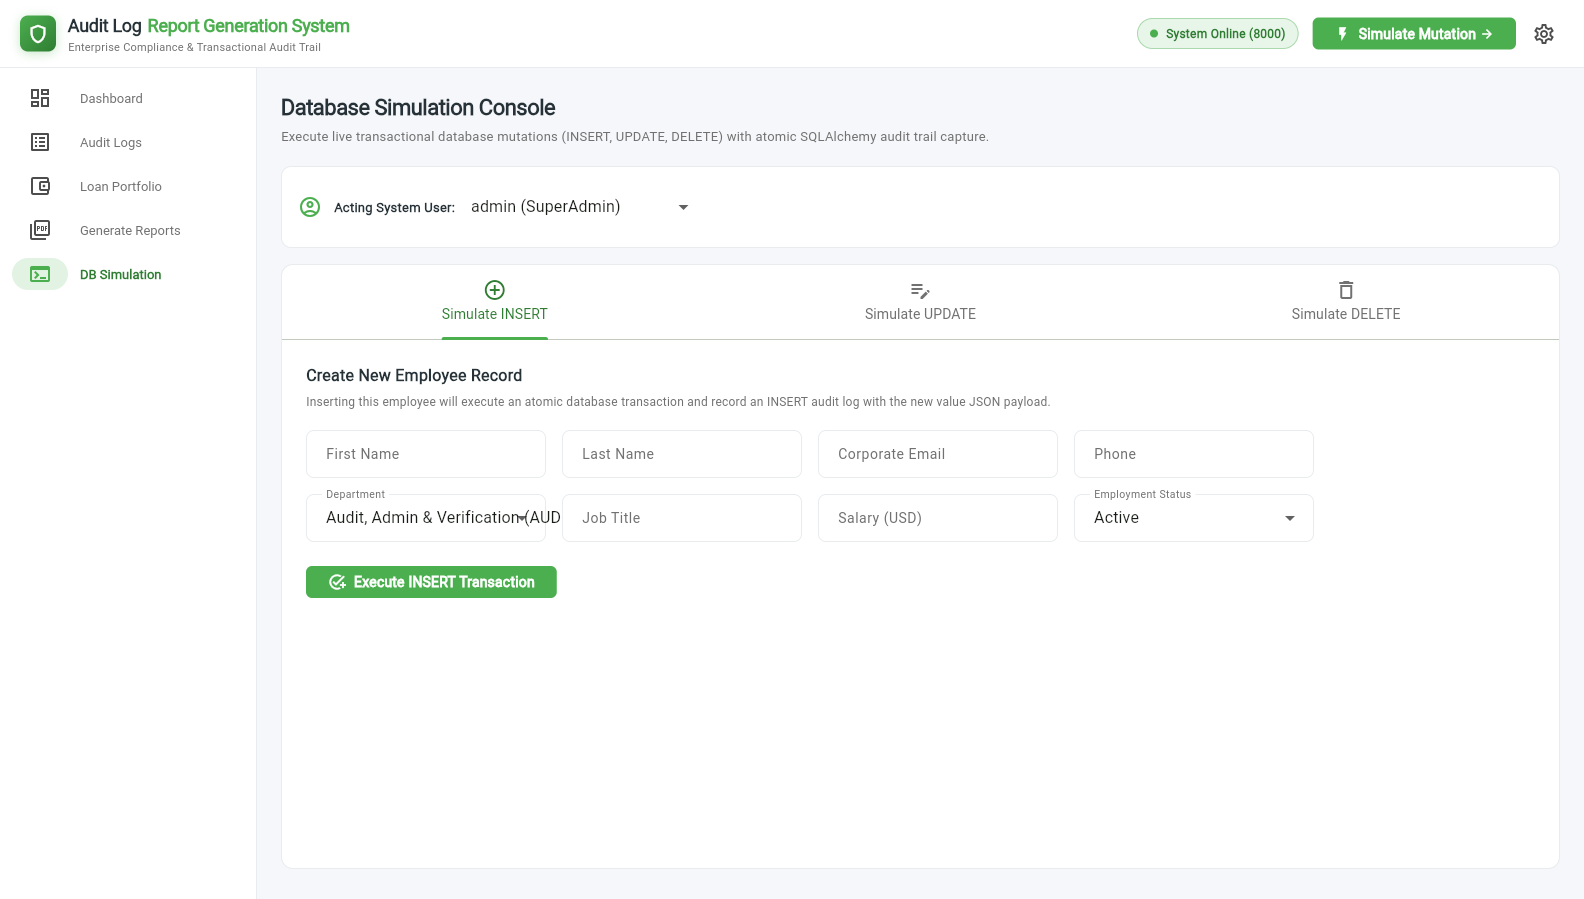 Audit Log Report Generation System
Enterprise Compliance & Transactional Audit Trail
System Online (8000)
Simulate Mutation →
Dashboard
Audit Logs
Loan Portfolio
PDF
Generate Reports
DB Simulation
Database Simulation Console
Execute live transactional database mutations (INSERT, UPDATE, DELETE) with atomic SQLAlchemy audit trail capture.
Acting System User: admin (SuperAdmin)
Simulate INSERT
Simulate UPDATE
Simulate DELETE
Create New Employee Record
Inserting this employee will execute an atomic database transaction and record an INSERT audit log with the new value JSON payload.
First Name
Last Name
Corporate Email
Phone
Department
Audit, Admin & Verification (AUD
Job Title
Salary (USD)
Employment Status
Active
Execute INSERT Transaction